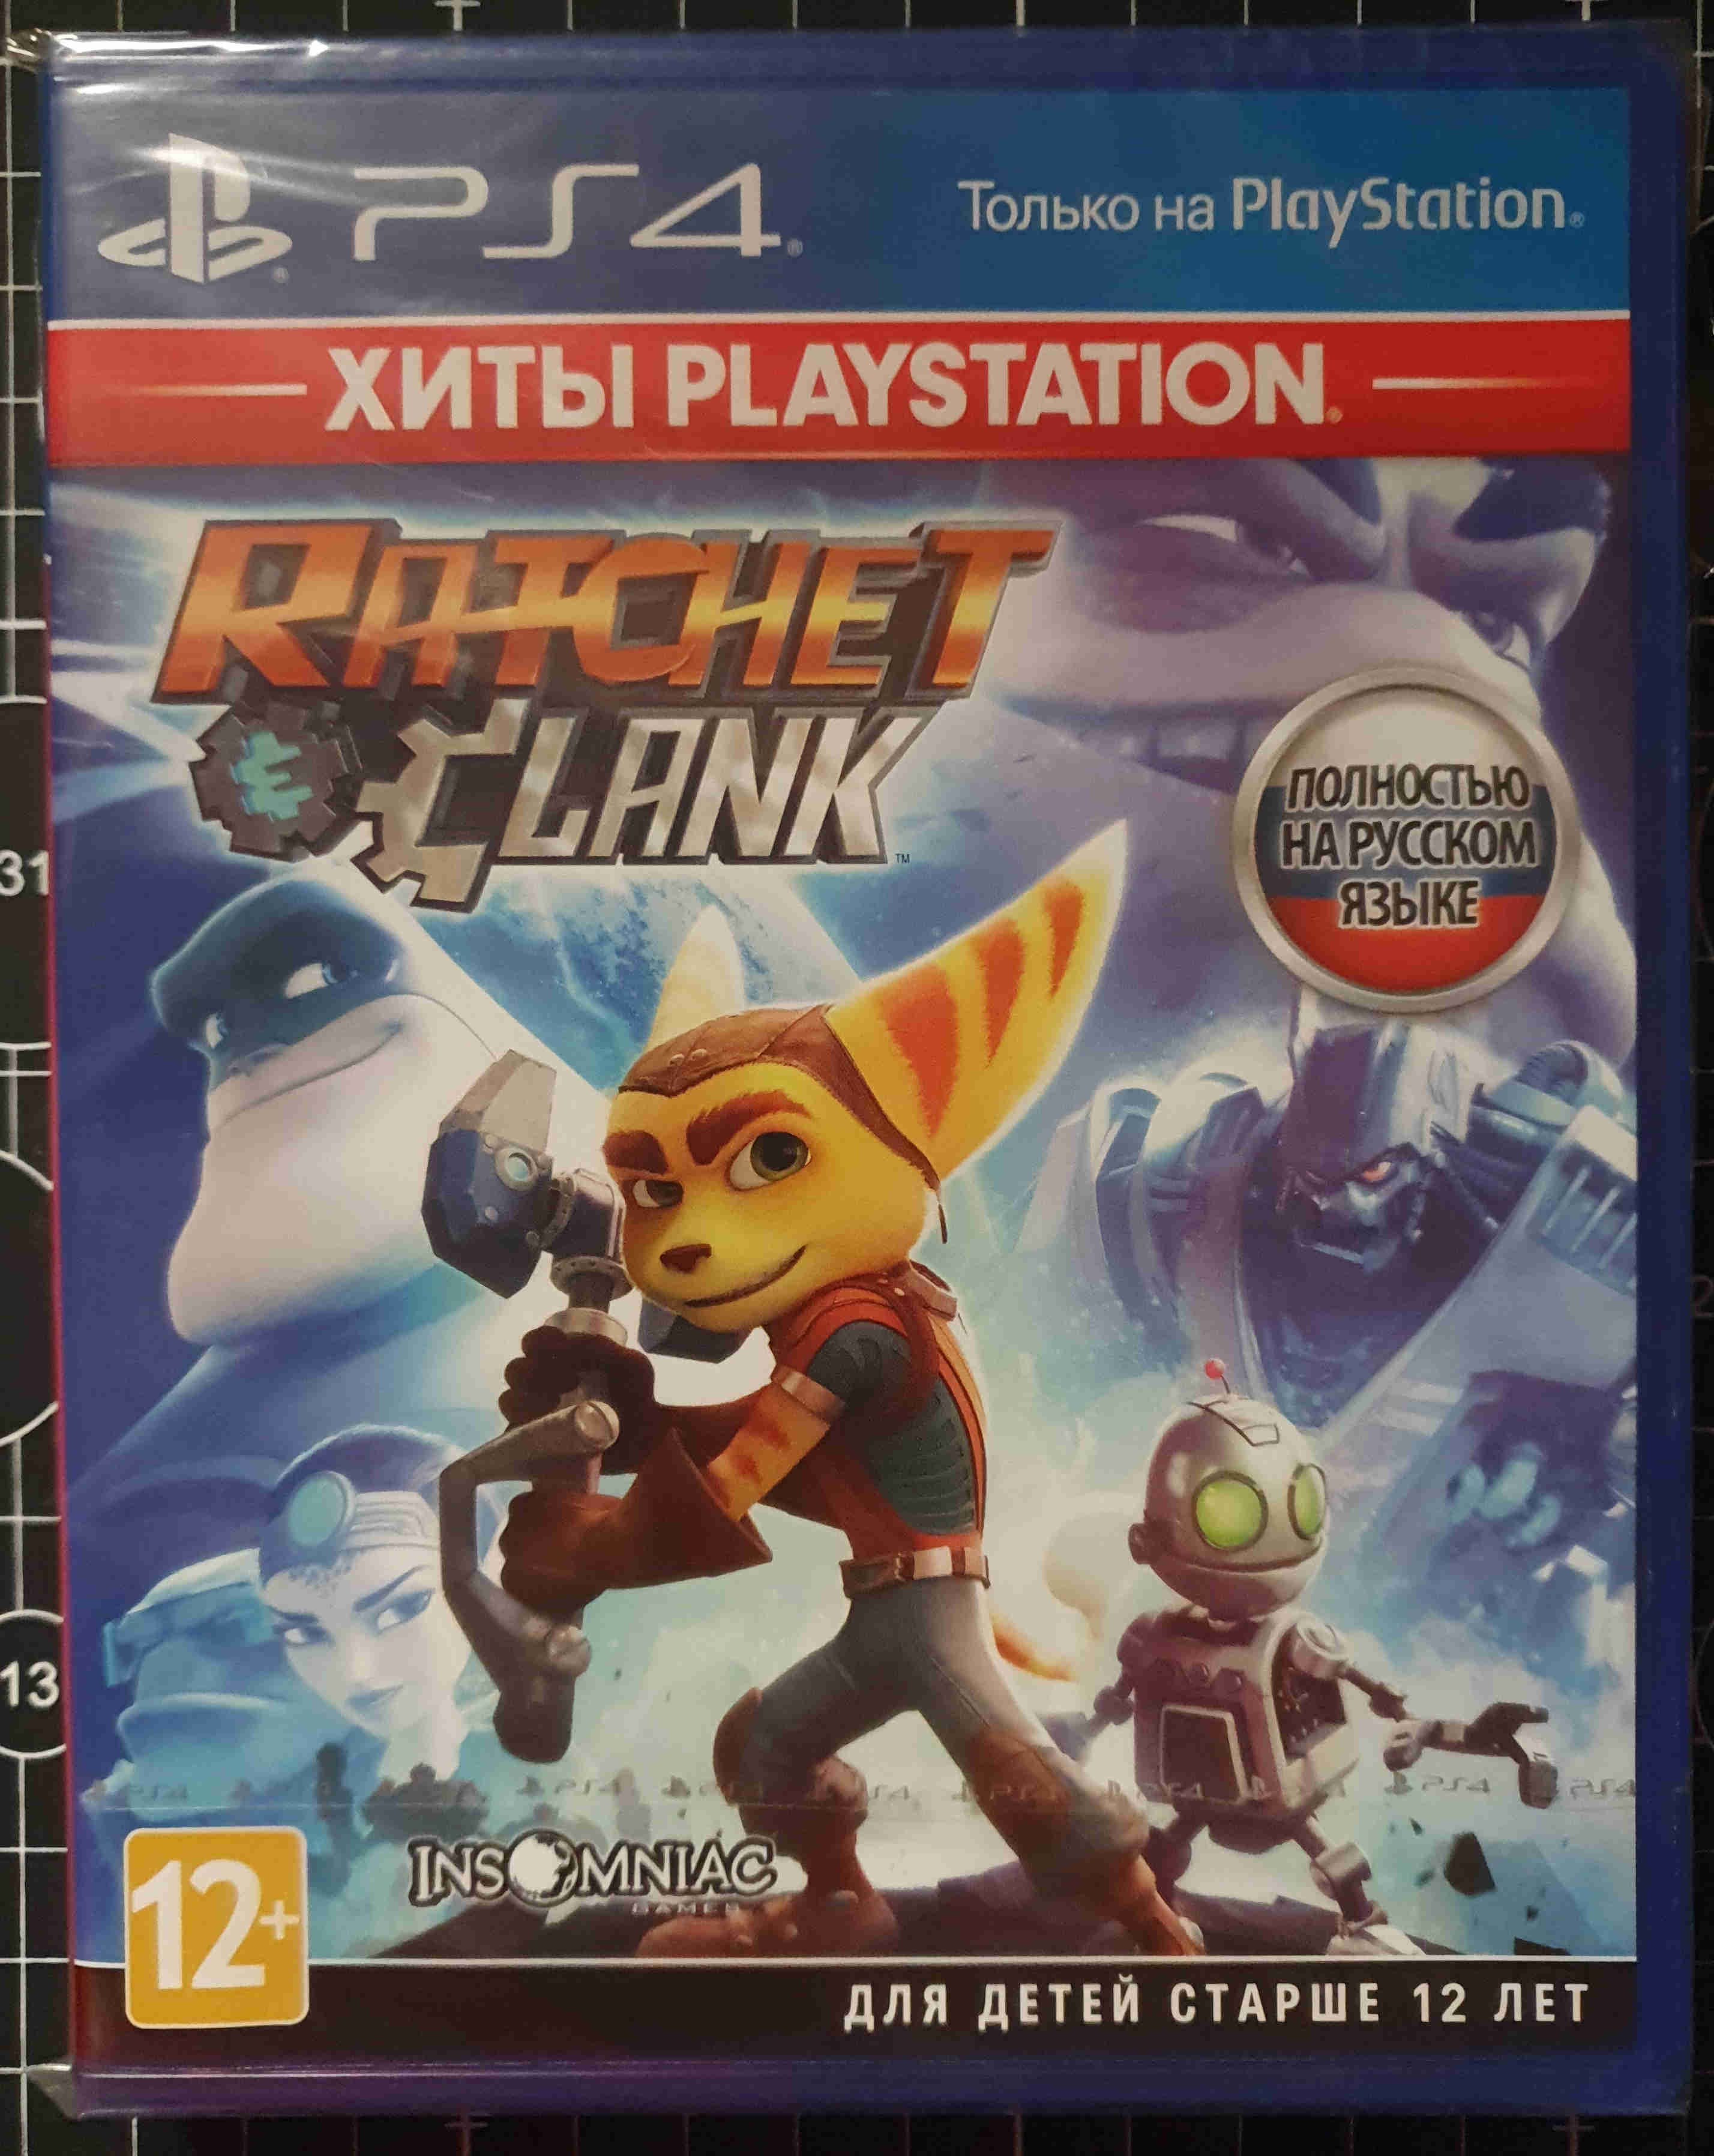 PS4
Только на PlayStation®
ХИТЫ PLAYSTATION®
RATCHET
& CLANK™
ПОЛНОСТЬЮ
НА РУССКОМ
ЯЗЫКЕ
31
13
INSOMNIAC
GAMES
12+
ДЛЯ ДЕТЕЙ СТАРШЕ 12 ЛЕТ